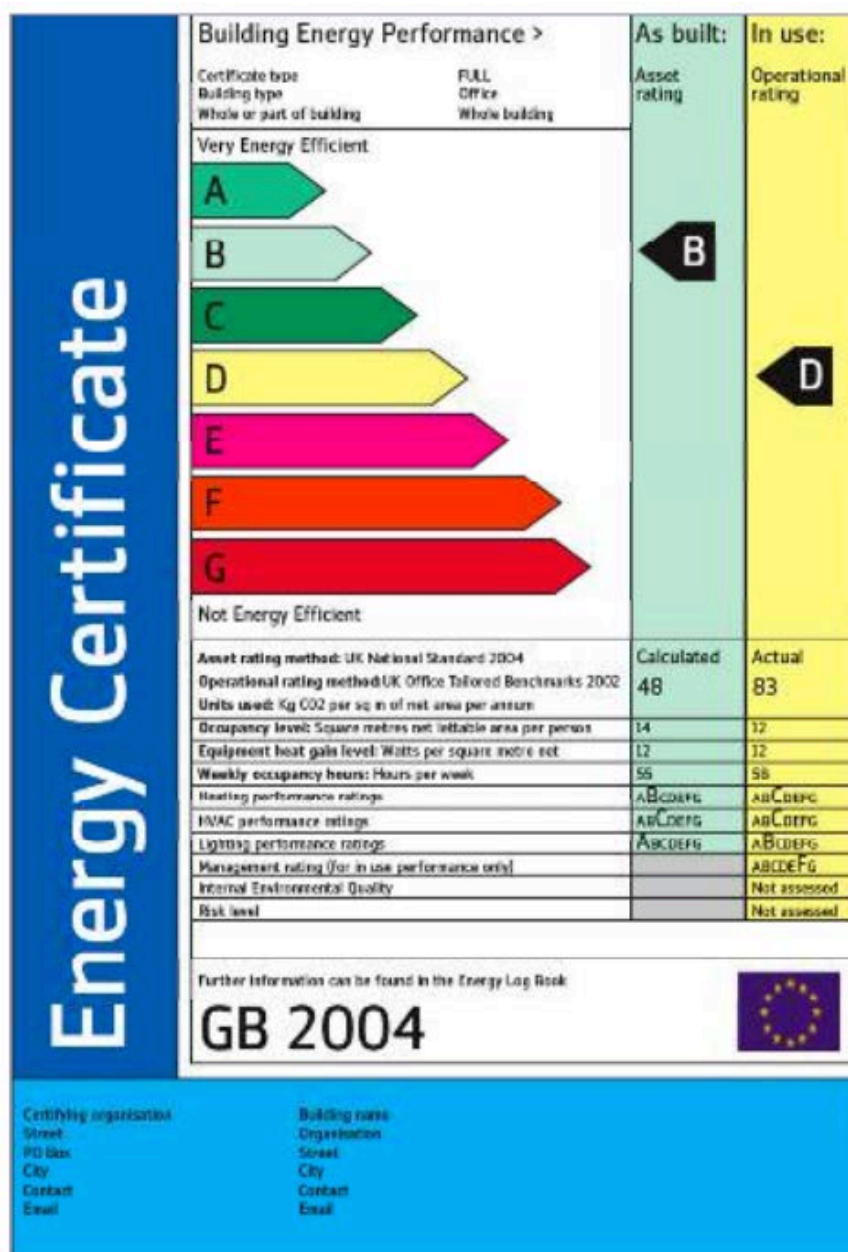 Energy Certificate
Building Energy Performance >
Certificate type FULL
Building type Office
Whole or part of building Whole building
As built:
Asset
rating
In use:
Operational
rating
Very Energy Efficient
A
B
C
D
E
F
G
B
D
Not Energy Efficient
Asset rating method: UK National Standard 2004
Operational rating method:UK Office Tailored Benchmarks 2002
Units used: Kg CO2 per sq m of net area per annum
Calculated
48
Actual
83
Occupancy level: Square metres net lettable area per person 14 12
Equipment heat gain level: Watts per square metre net 12 12
Weekly occupancy hours: Hours per week 55 58
Heating performance ratings ABCDEFG ABCDEFG
HVAC performance ratings ABCDEFG ABCDEFG
Lighting performance ratings ABCDEFG ABCDEFG
Management rating (for in use performance only) ABCDEFG
Internal Environmental Quality Not assessed
Risk level Not assessed
Further information can be found in the Energy Log Book
GB 2004
Certifying organisation
Street
PO Box
City
Contact
Email
Building name
Organisation
Street
City
Contact
Email